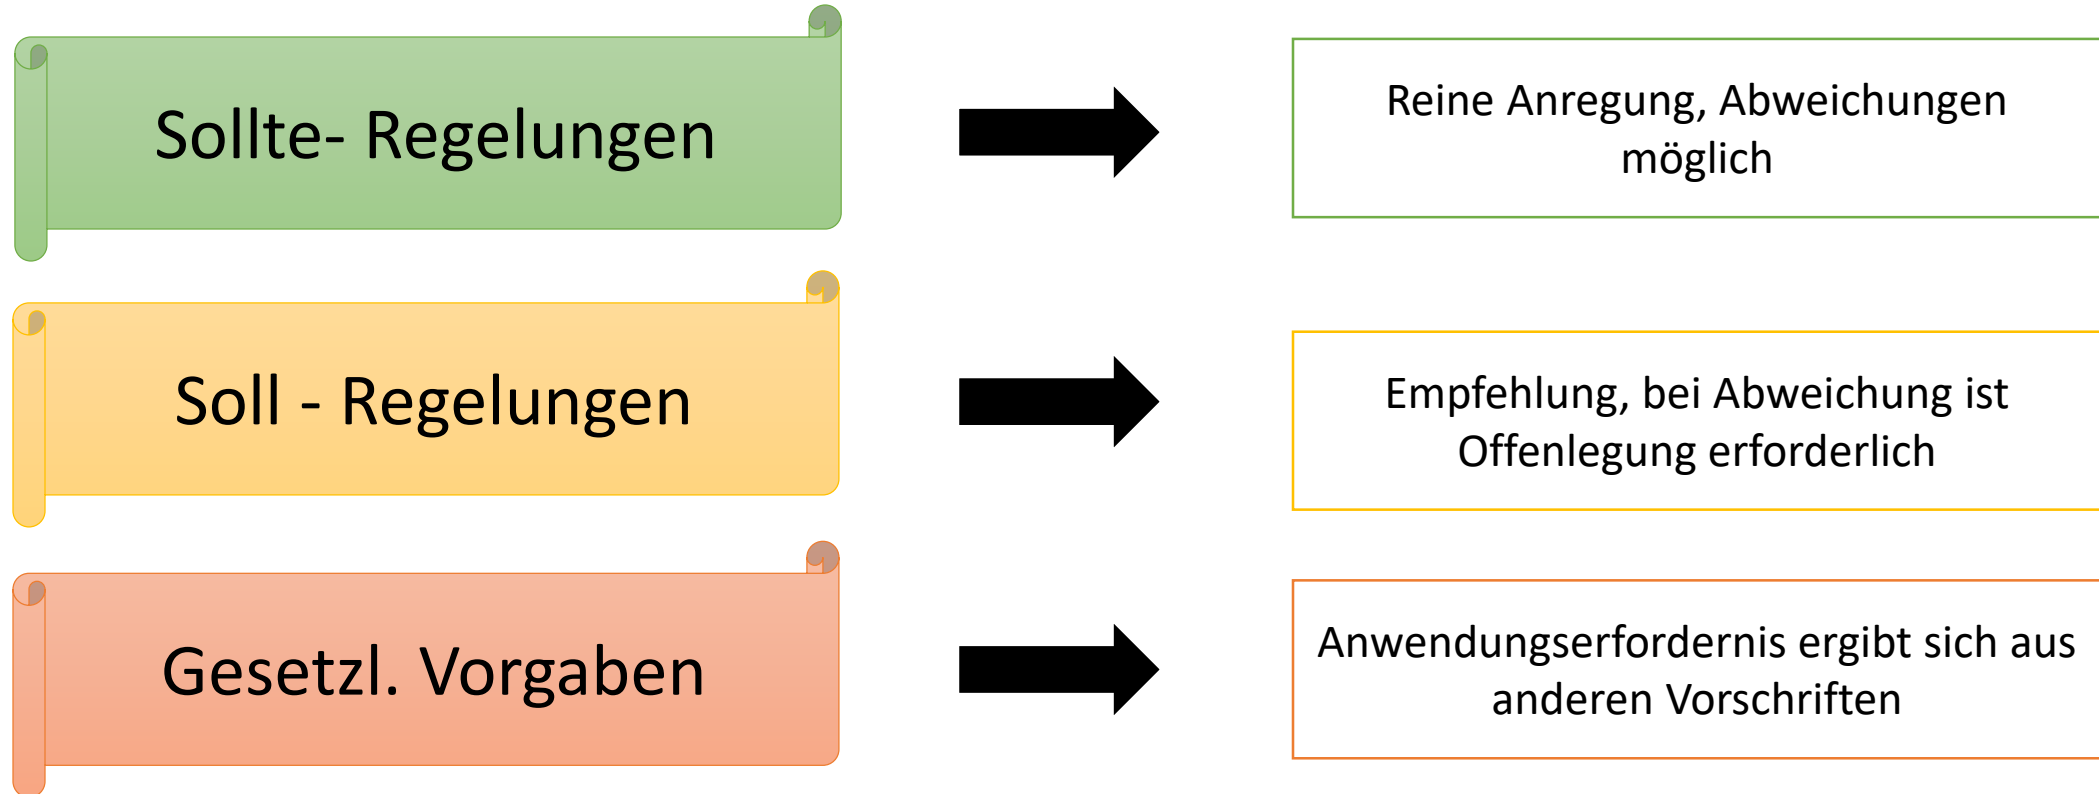 Sollte- Regelungen
Reine Anregung, Abweichungen
möglich
Soll - Regelungen
Empfehlung, bei Abweichung ist
Offenlegung erforderlich
Gesetzl. Vorgaben
Anwendungserfordernis ergibt sich aus
anderen Vorschriften